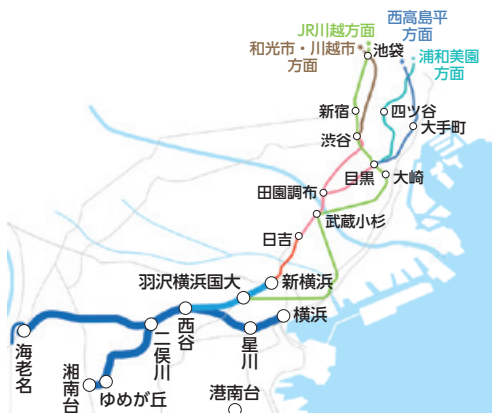 JR川越方面
和光市・川越市
方面
西高島平
方面
浦和美園
方面
池袋
新宿
四ツ谷
渋谷
大手町
目黒
大崎
田園調布
武蔵小杉
日吉
羽沢横浜国大
新横浜
横浜
西谷
星川
二俣川
海老名
湘南台
ゆめが丘
港南台